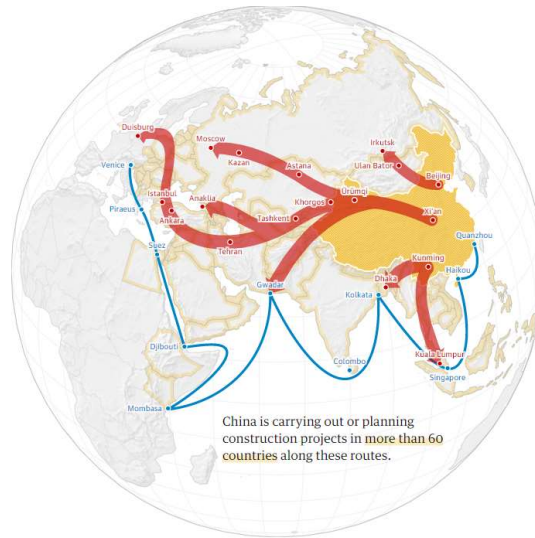 Duisburg
Moscow
Irkutsk
Kazan
Venice
Ulan Bator
Astana
Beijing
Istanbul
Anaklia
Khorgos
Ürümqi
Piraeus
Ankara
Tashkent
Xi'an
Suez
Tehran
Quanzhou
Kunming
Haikou
Gwadar
Dhaka
Kolkata
Djibouti
Kuala Lumpur
Colombo
Singapore
Mombasa
China is carrying out or planning
construction projects in more than 60
countries along these routes.